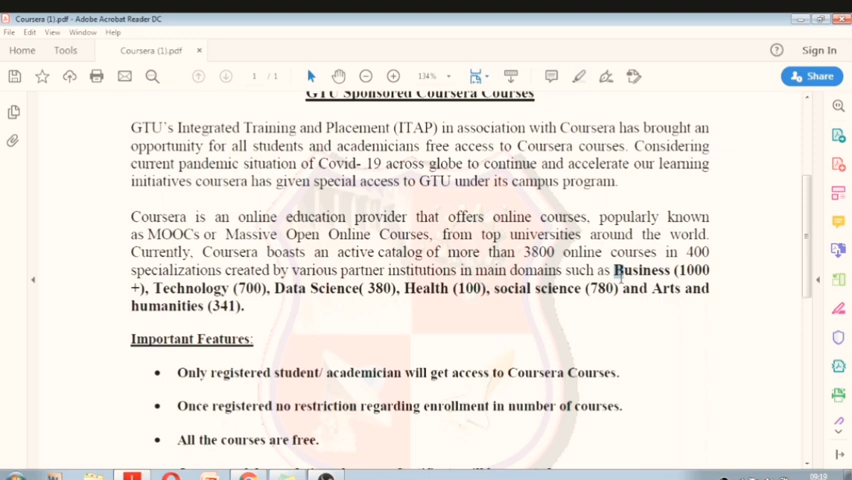 Coursera (1).pdf - Adobe Acrobat Reader DC
File Edit View Window Help
Home Tools Coursera (1).pdf × Sign In
1 / 1 134% Share
GTU Sponsored Coursera Courses
GTU's Integrated Training and Placement (ITAP) in association with Coursera has brought an
opportunity for all students and academicians free access to Coursera courses. Considering
current pandemic situation of Covid- 19 across globe to continue and accelerate our learning
initiatives coursera has given special access to GTU under its campus program.
Coursera is an online education provider that offers online courses, popularly known
as MOOCs or Massive Open Online Courses, from top universities around the world.
Currently, Coursera boasts an active catalog of more than 3800 online courses in 400
specializations created by various partner institutions in main domains such as Business (1000
+), Technology (700), Data Science( 380), Health (100), social science (780) and Arts and
humanities (341).
Important Features:
• Only registered student/ academician will get access to Coursera Courses.
• Once registered no restriction regarding enrollment in number of courses.
• All the courses are free.
09:19